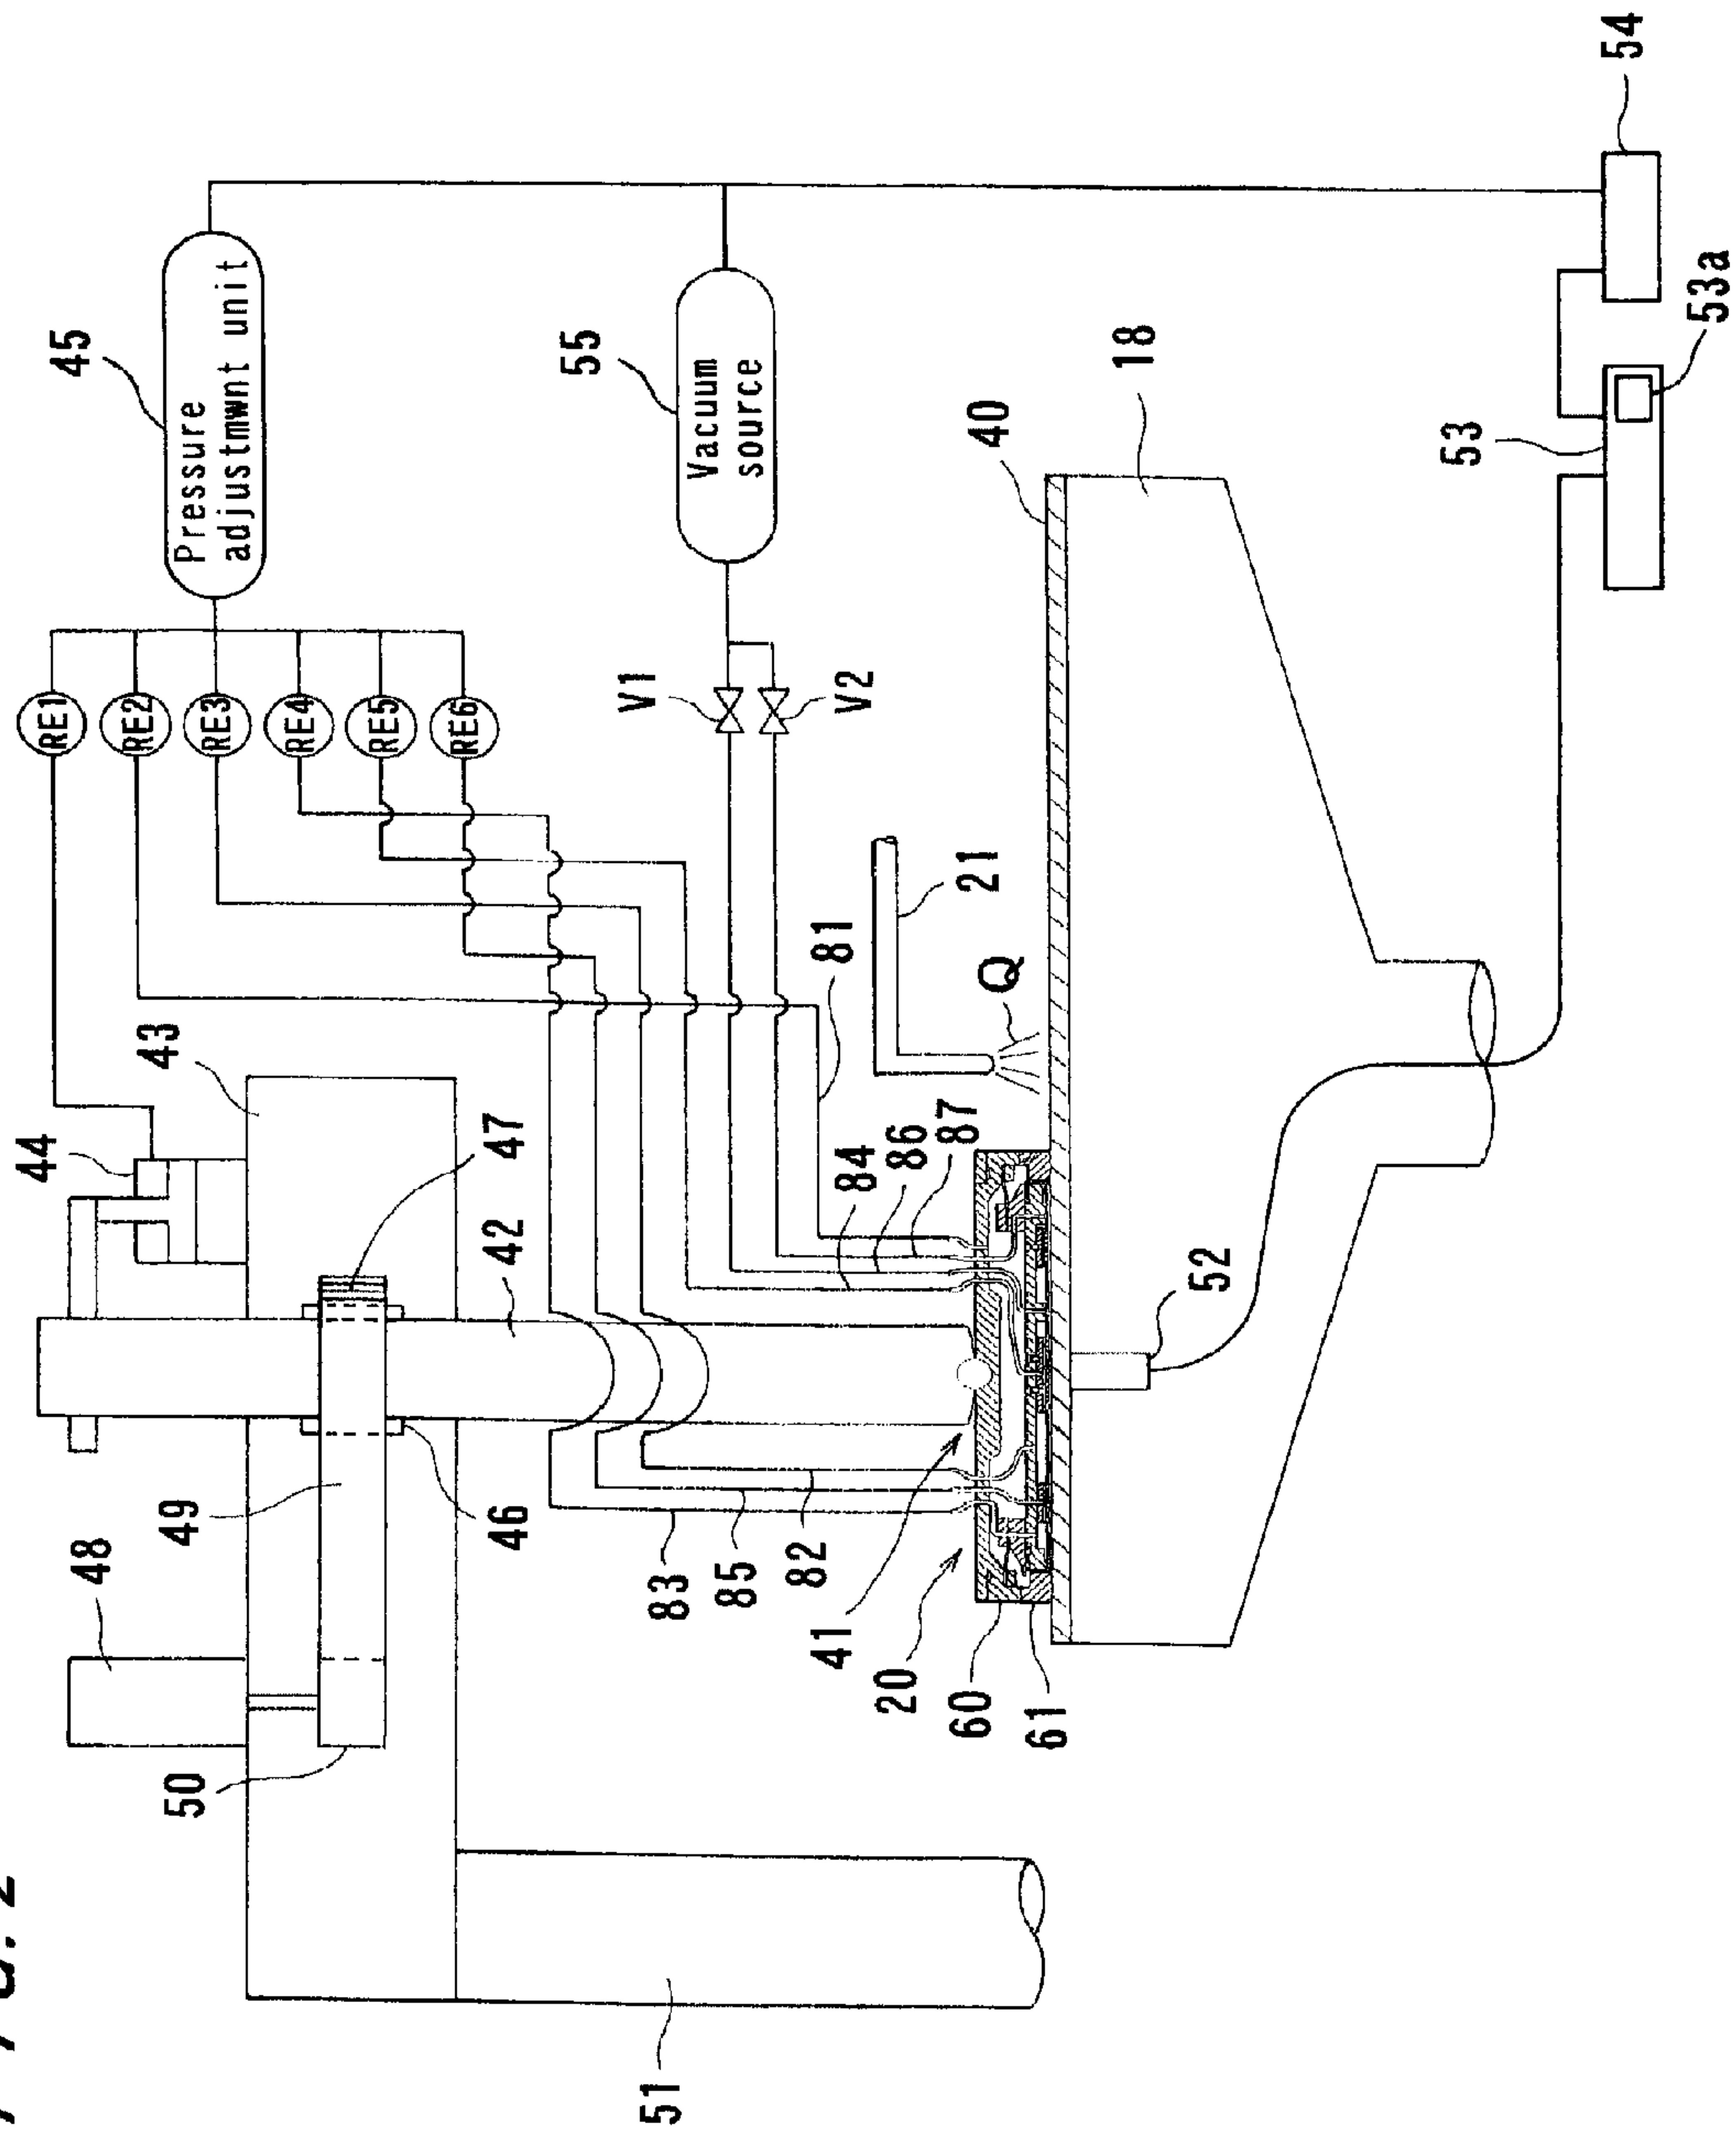 FIG. 2
RE1
RE2
RE3
RE4
RE5
RE6
45
Pressure
adjustmwnt unit
55
Vacuum
source
V1
V2
54
53
53a
18
40
21
Q
81
43
44
47
42
84
86
87
52
48
49
46
50
83
85
82
41
20
60
61
51